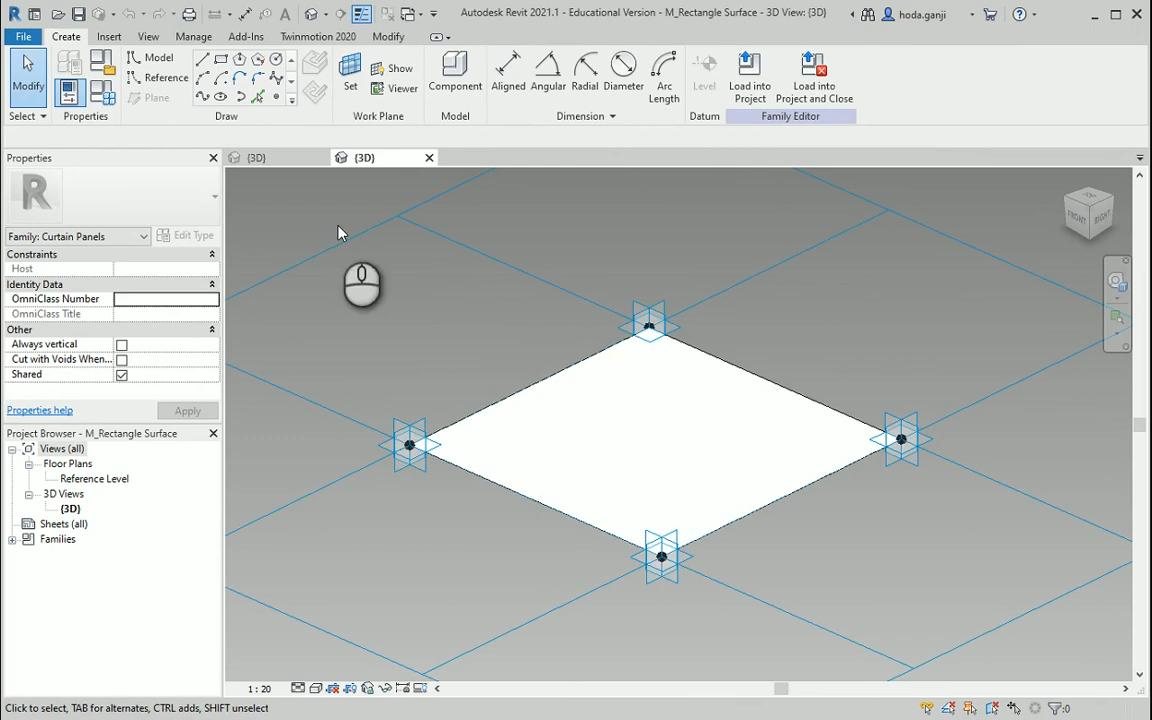 Autodesk Revit 2021.1 - Educational Version - M_Rectangle Surface - 3D View: {3D}
hoda.ganji
File Create Insert View Manage Add-Ins Twinmotion 2020 Modify
Modify
Model
Reference
Plane
Set
Show
Viewer
Component
Aligned Angular Radial Diameter Arc Length
Level
Load into Project
Load into Project and Close
Select Properties Draw Work Plane Model Dimension Datum Family Editor
Properties
{3D} {3D}
R
Family: Curtain Panels Edit Type
Constraints
Host
Identity Data
OmniClass Number
OmniClass Title
Other
Always vertical
Cut with Voids When...
Shared
Properties help Apply
Project Browser - M_Rectangle Surface
Views (all)
Floor Plans
Reference Level
3D Views
{3D}
Sheets (all)
Families
FRONT RIGHT
1 : 20
Click to select, TAB for alternates, CTRL adds, SHIFT unselect
:0